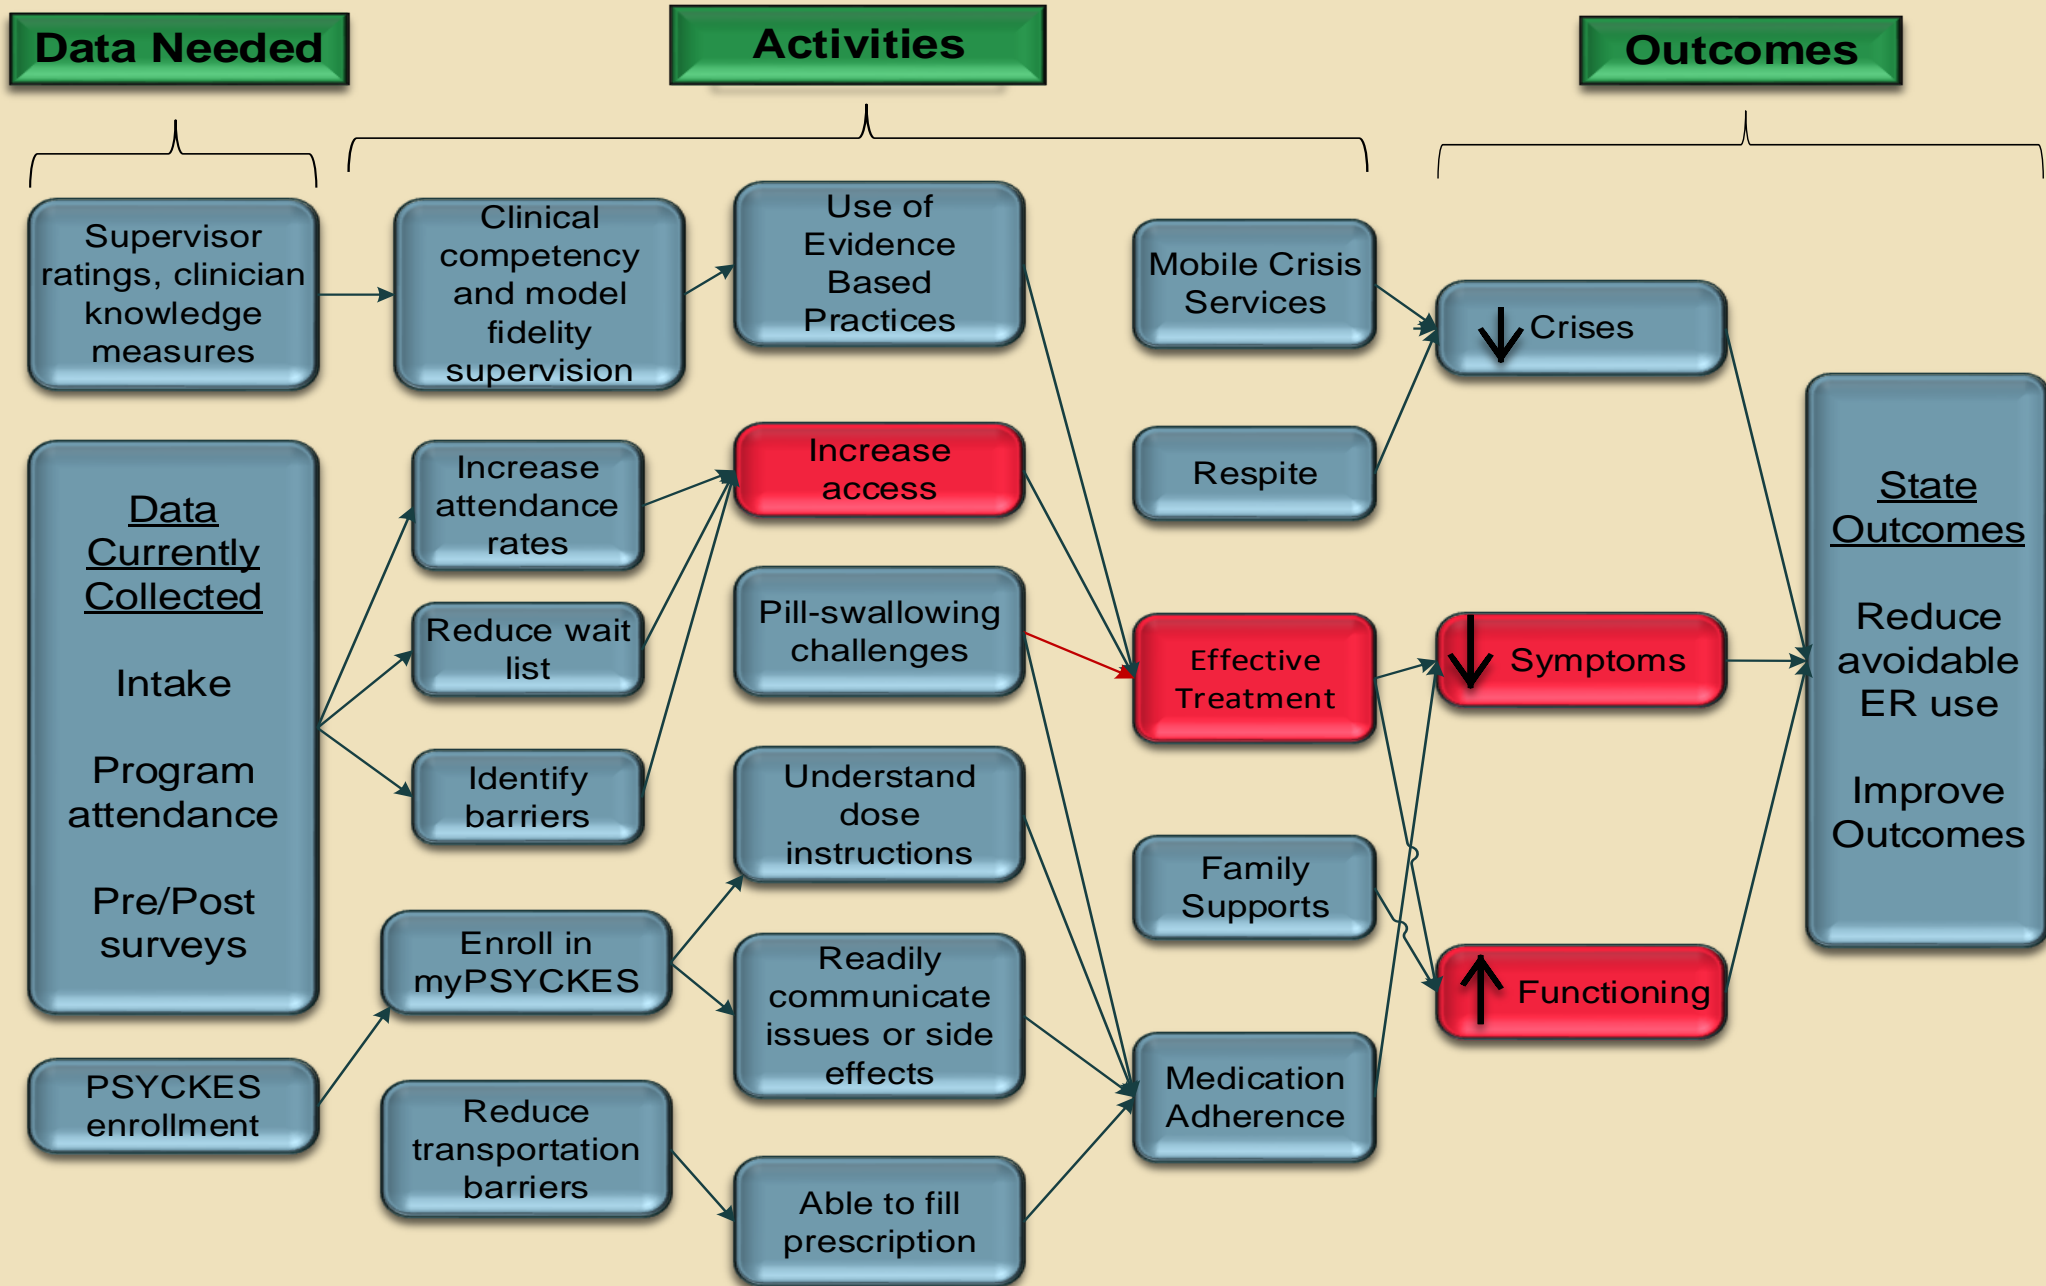 Data Needed
Activities
Outcomes
Supervisor
ratings, clinician
knowledge
measures
Clinical
competency
and model
fidelity
supervision
Use of
Evidence
Based
Practices
Mobile Crisis
Services
Crises
Data
Currently
Collected
Intake
Program
attendance
Pre/Post
surveys
Increase
attendance
rates
Increase
access
Respite
State
Outcomes
Reduce
avoidable
ER use
Improve
Outcomes
Reduce wait
list
Pill-swallowing
challenges
Effective
Treatment
Symptoms
Identify
barriers
Understand
dose
instructions
Family
Supports
Enroll in
myPSYCKES
Readily
communicate
issues or side
effects
Functioning
PSYCKES
enrollment
Reduce
transportation
barriers
Medication
Adherence
Able to fill
prescription